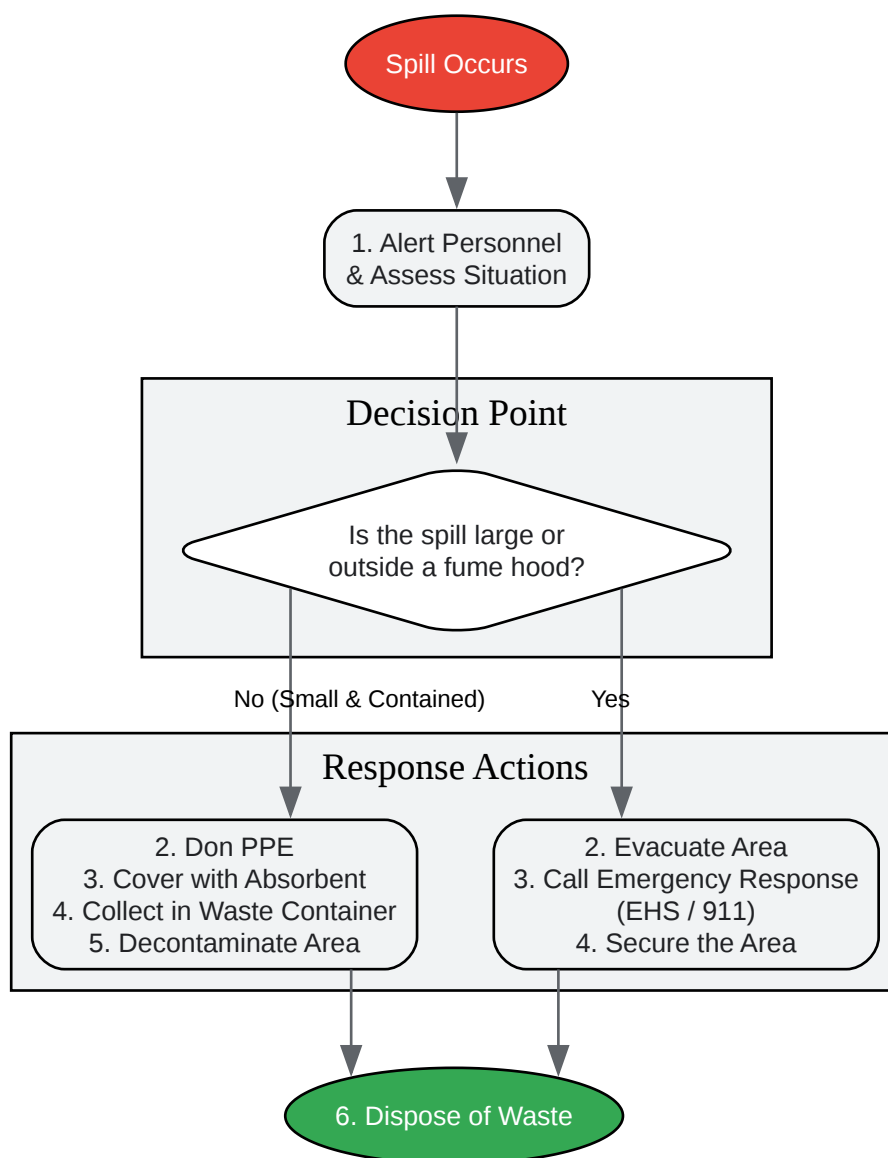 Spill Occurs
1. Alert Personnel
& Assess Situation
Decision Point
Is the spill large or
outside a fume hood?
No (Small & Contained)
Yes
Response Actions
2. Don PPE
3. Cover with Absorbent
4. Collect in Waste Container
5. Decontaminate Area
2. Evacuate Area
3. Call Emergency Response
(EHS / 911)
4. Secure the Area
6. Dispose of Waste